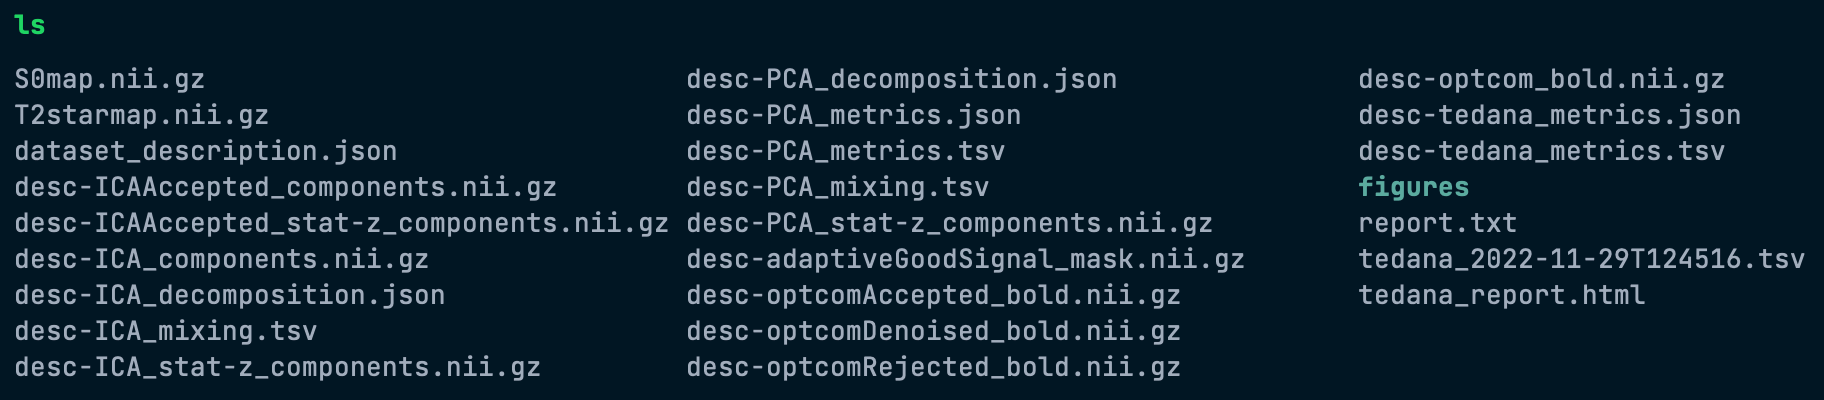 ls
S0map.nii.gz desc-PCA_decomposition.json desc-optcom_bold.nii.gz
T2starmap.nii.gz desc-PCA_metrics.json desc-tedana_metrics.json
dataset_description.json desc-PCA_metrics.tsv desc-tedana_metrics.tsv
desc-ICAAccepted_components.nii.gz desc-PCA_mixing.tsv figures
desc-ICAAccepted_stat-z_components.nii.gz desc-PCA_stat-z_components.nii.gz report.txt
desc-ICA_components.nii.gz desc-adaptiveGoodSignal_mask.nii.gz tedana_2022-11-29T124516.tsv
desc-ICA_decomposition.json desc-optcomAccepted_bold.nii.gz tedana_report.html
desc-ICA_mixing.tsv desc-optcomDenoised_bold.nii.gz
desc-ICA_stat-z_components.nii.gz desc-optcomRejected_bold.nii.gz